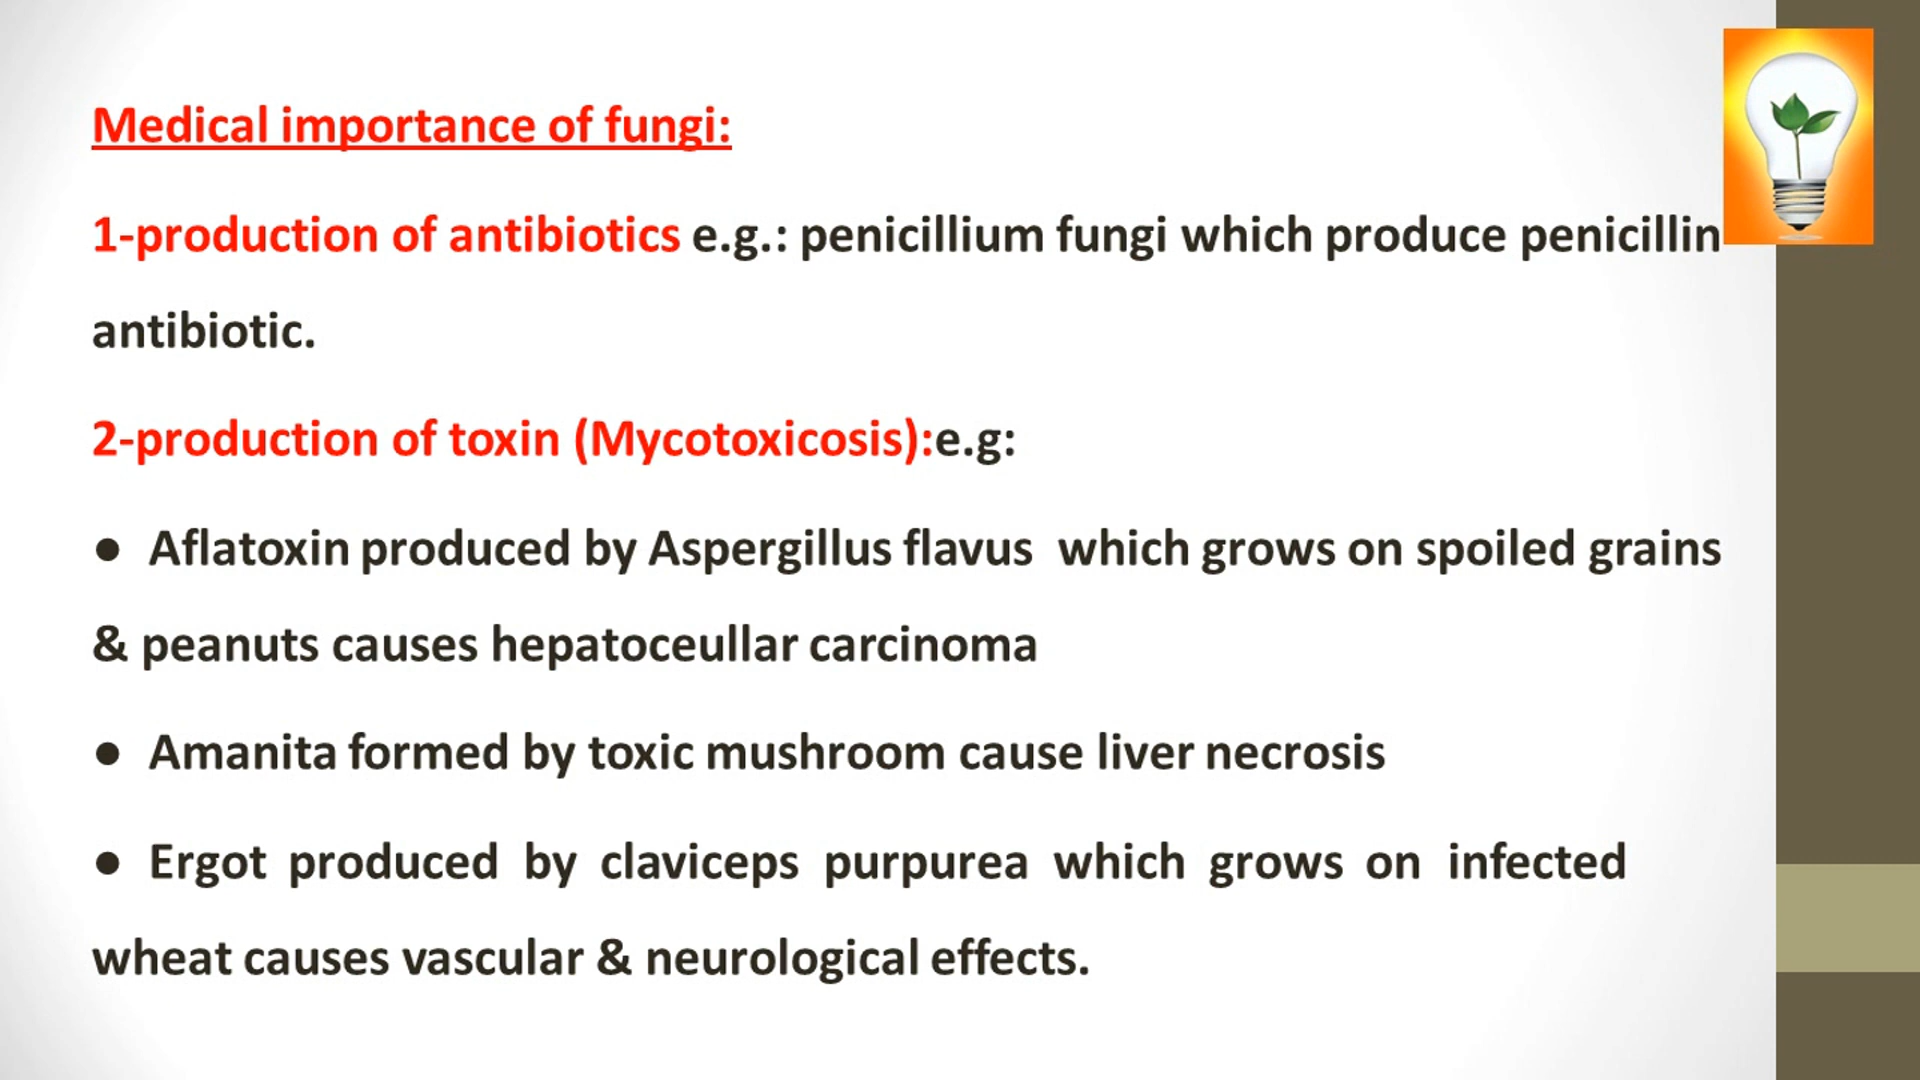 Medical importance of fungi:
1-production of antibiotics e.g.: penicillium fungi which produce penicillin
antibiotic.
2-production of toxin (Mycotoxicosis):e.g:
● Aflatoxin produced by Aspergillus flavus which grows on spoiled grains
& peanuts causes hepatoceullar carcinoma
● Amanita formed by toxic mushroom cause liver necrosis
● Ergot produced by claviceps purpurea which grows on infected
wheat causes vascular & neurological effects.